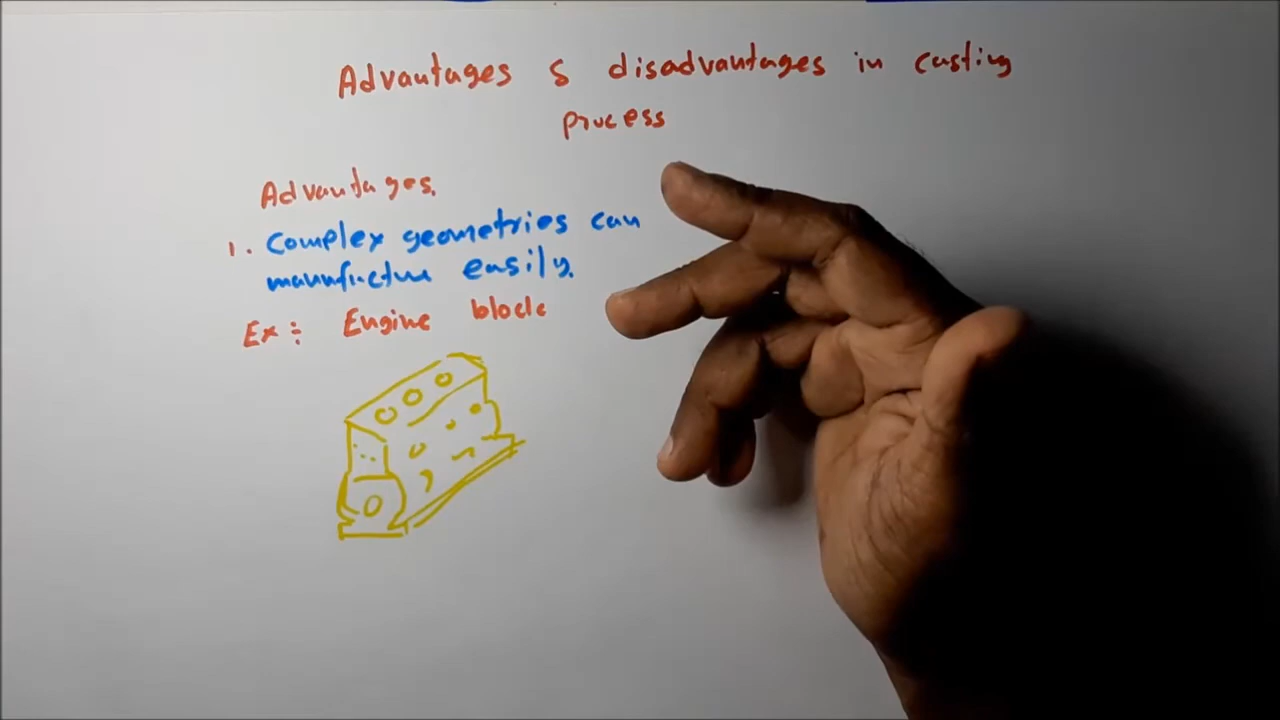 Advantages & disadvantages in casting
process
Advantages.
1. Complex geometries can
manufacture easily.
Ex: Engine block